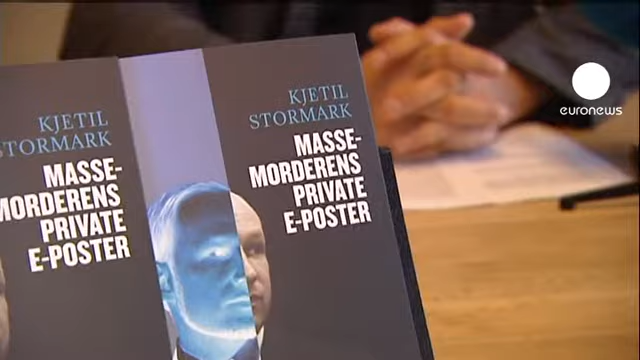 KJETIL
STORMARK
MASSE-
MORDERENS
PRIVATE
E-POSTER
KJETIL
STORMARK
MASSE-
MORDERENS
PRIVATE
E-POSTER
euronews